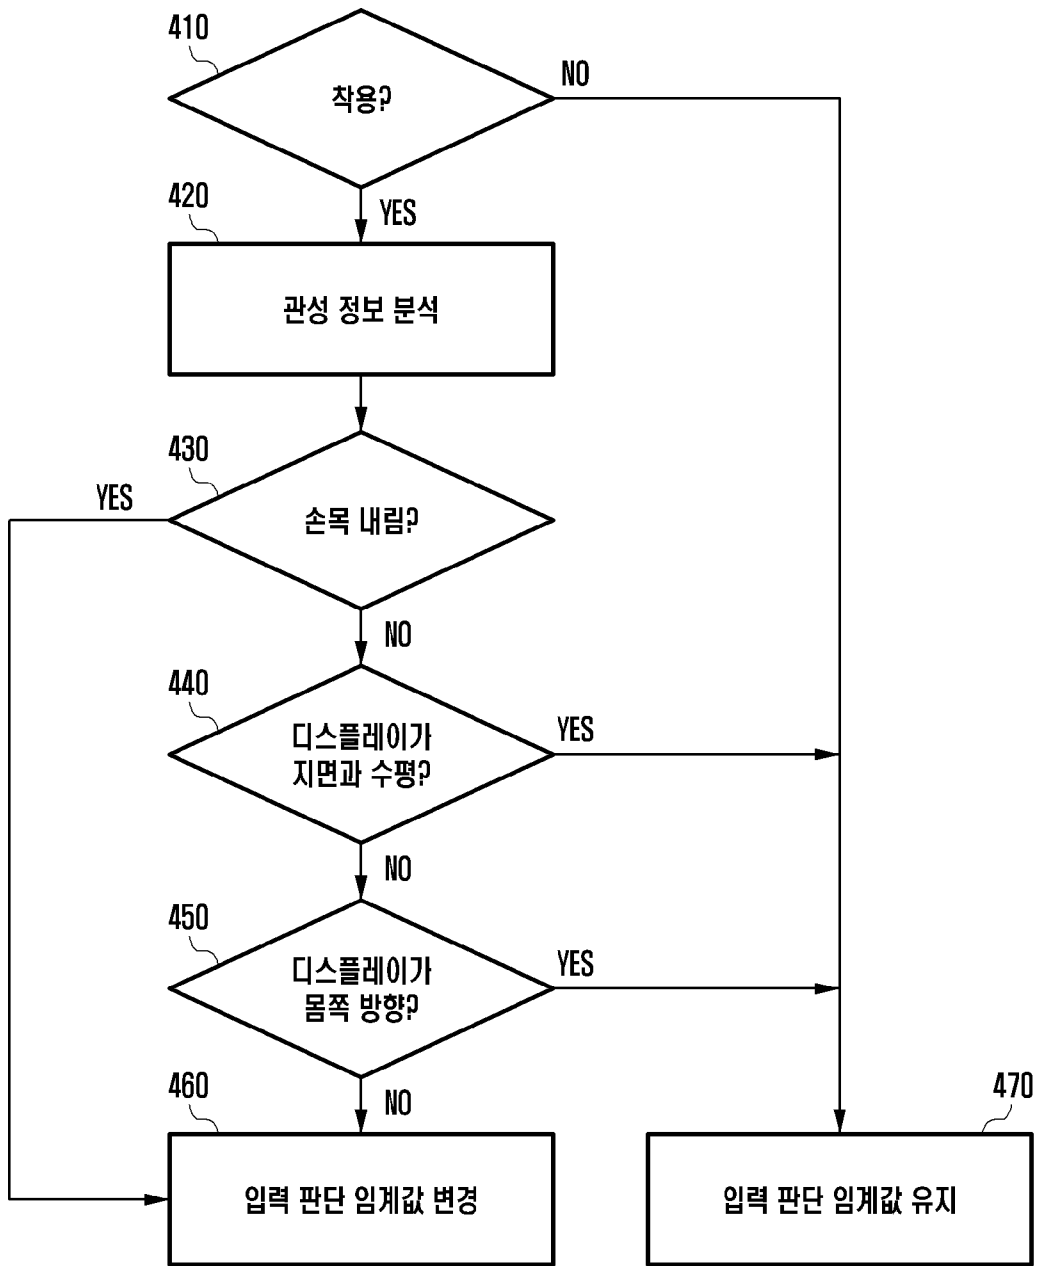 410
착용?
NO
YES
420
관성 정보 분석
430
YES
손목 내림?
NO
440
디스플레이가
지면과 수평?
YES
NO
450
디스플레이가
몸쪽 방향?
YES
NO
460
입력 판단 임계값 변경
470
입력 판단 임계값 유지